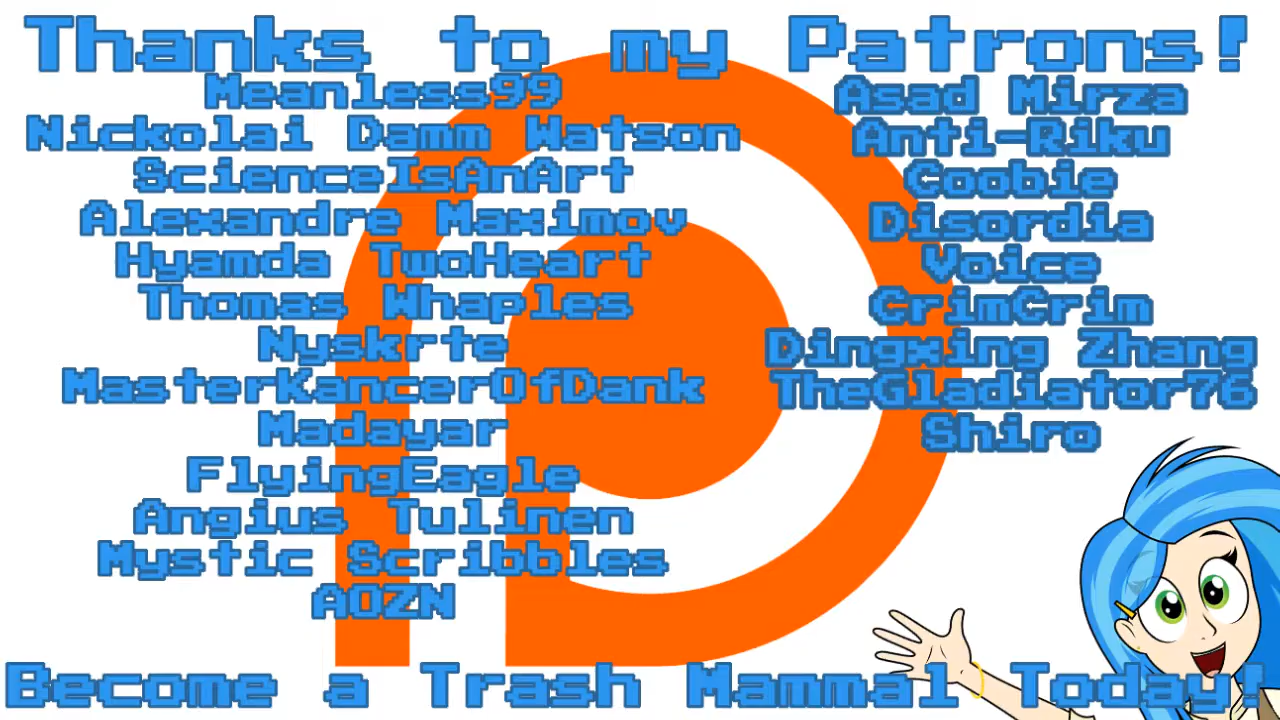 Thanks to my Patrons!
Meanless99
Nickolai Damm Watson
ScienceIsAnArt
Alexandre Maximov
Hyamda TwoHeart
Thomas Whaples
Nyskrte
MasterKancerOfDank
Madayar
FlyingEagle
Angius Tulinen
Mystic Scribbles
AOZN
Asad Mirza
Anti-Riku
Coobie
Disordia
Voice
CrimCrim
Dingxing Zhang
TheGladiator76
Shiro
Become a Trash Mammal Today!